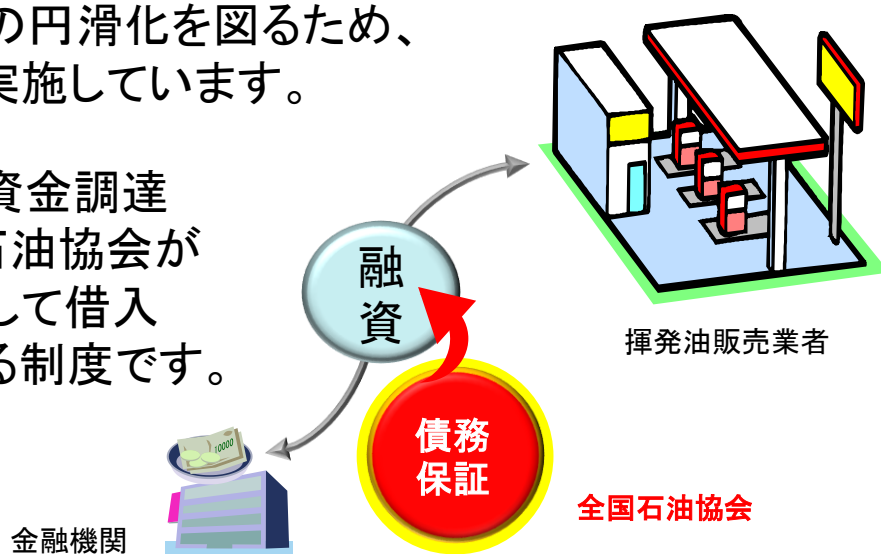 の円滑化を図るため、
実施しています。
資金調達
石油協会が
して借入
る制度です。
融
資
揮発油販売業者
債務
保証
全国石油協会
10000
金融機関